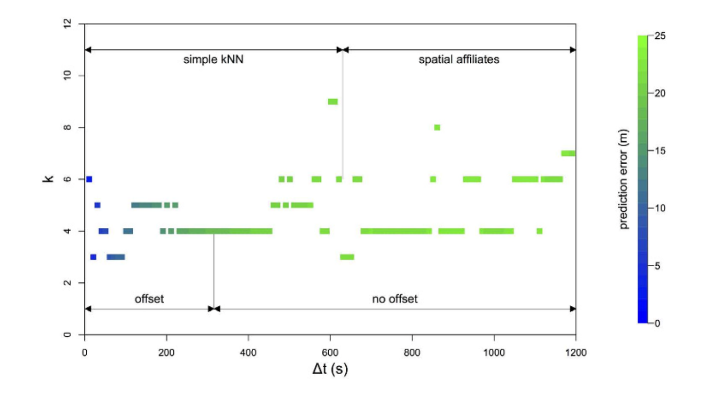 simple kNN
spatial affiliates
offset
no offset
k
0
2
4
6
8
10
12
0
200
400
600
800
1000
1200
Δt (s)
prediction error (m)
0
5
10
15
20
25